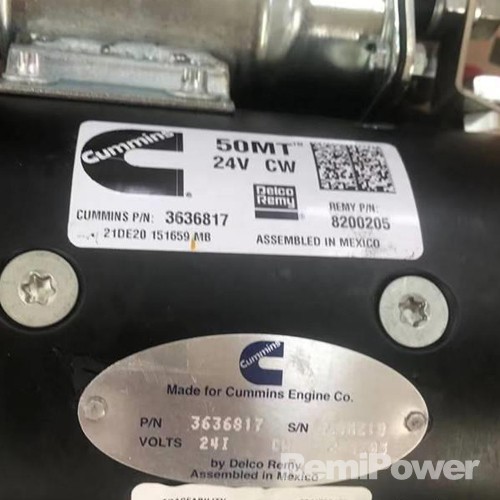 Cummins
50MT™
24V CW
Delco Remy
CUMMINS P/N: 3636817
REMY P/N: 8200205
21DE20 151659 MB
ASSEMBLED IN MEXICO
Cummins
Made for Cummins Engine Co.
P/N 3636817 S/N
VOLTS 24I
by Delco Remy
Assembled in Mexico
RemiPower